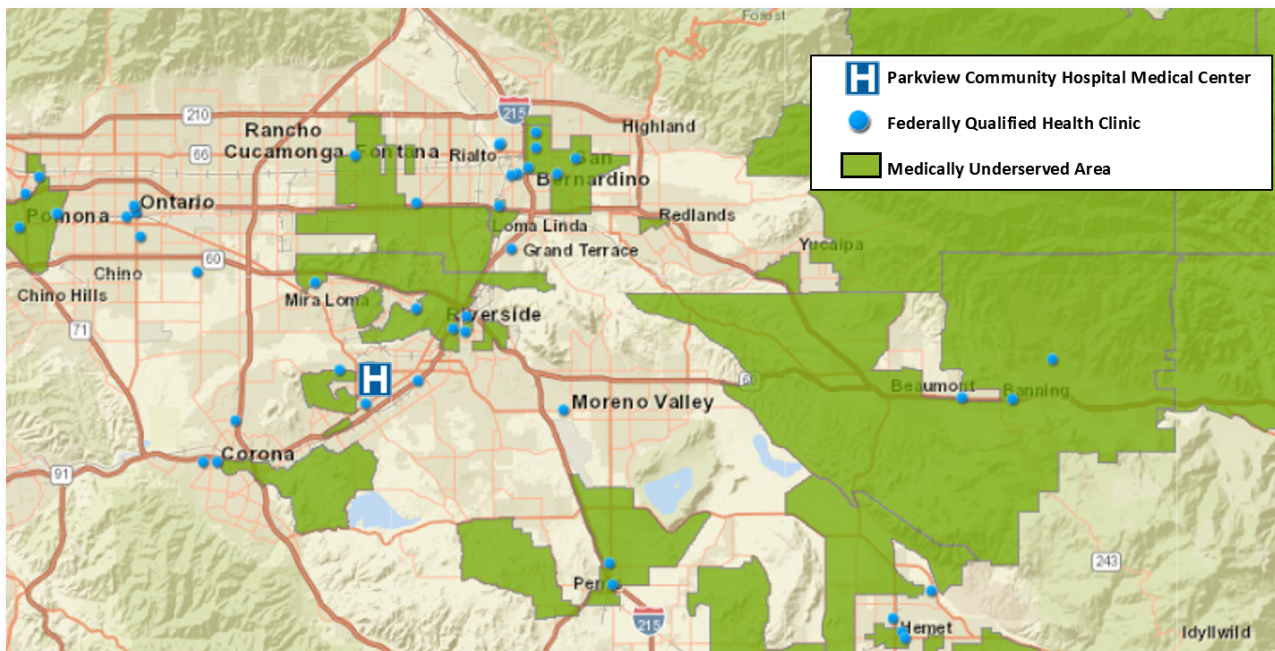 Forest
H Parkview Community Hospital Medical Center
Federally Qualified Health Clinic
Medically Underserved Area
210
215
Rancho
Cucamonga
Fontana
Highland
66
Rialto
San
Bernardino
Pomona
Ontario
Redlands
Loma Linda
Grand Terrace
Yucaipa
60
Chino
Chino Hills
Mira Loma
Riverside
71
H
60
Beaumont
Banning
Moreno Valley
Corona
91
243
Perris
215
Hemet
Idyllwild